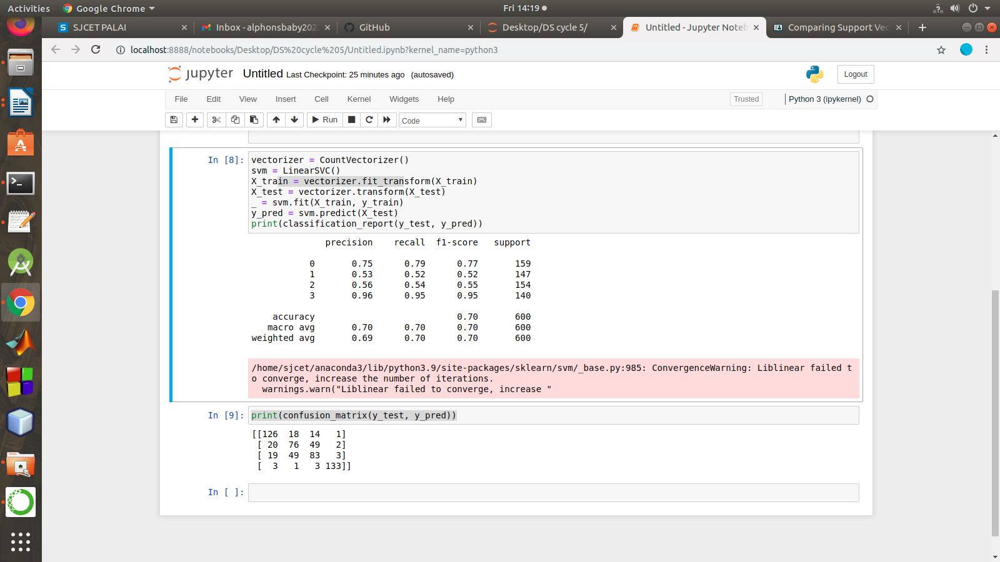 Activities Google Chrome Fri 14:19
SJCET PALAI Inbox - alphonsbaby202 GitHub Desktop/DS cycle 5/ Untitled - Jupyter Noteb Comparing Support Vec
localhost:8888/notebooks/Desktop/DS%20cycle%205/Untitled.ipynb?kernel_name=python3
jupyter Untitled Last Checkpoint: 25 minutes ago (autosaved) Logout
File Edit View Insert Cell Kernel Widgets Help Trusted Python 3 (ipykernel)
Run Code
In [8]: vectorizer = CountVectorizer()
svm = LinearSVC()
X_train = vectorizer.fit_transform(X_train)
X_test = vectorizer.transform(X_test)
_ = svm.fit(X_train, y_train)
y_pred = svm.predict(X_test)
print(classification_report(y_test, y_pred))
precision recall f1-score support
0 0.75 0.79 0.77 159
1 0.53 0.52 0.52 147
2 0.56 0.54 0.55 154
3 0.96 0.95 0.95 140
accuracy 0.70 600
macro avg 0.70 0.70 0.70 600
weighted avg 0.69 0.70 0.70 600
/home/sjcet/anaconda3/lib/python3.9/site-packages/sklearn/svm/_base.py:985: ConvergenceWarning: Liblinear failed t
o converge, increase the number of iterations.
warnings.warn("Liblinear failed to converge, increase "
In [9]: print(confusion_matrix(y_test, y_pred))
[[126 18 14 1]
[ 20 76 49 2]
[ 19 49 83 3]
[ 3 1 3 133]]
In [ ]: